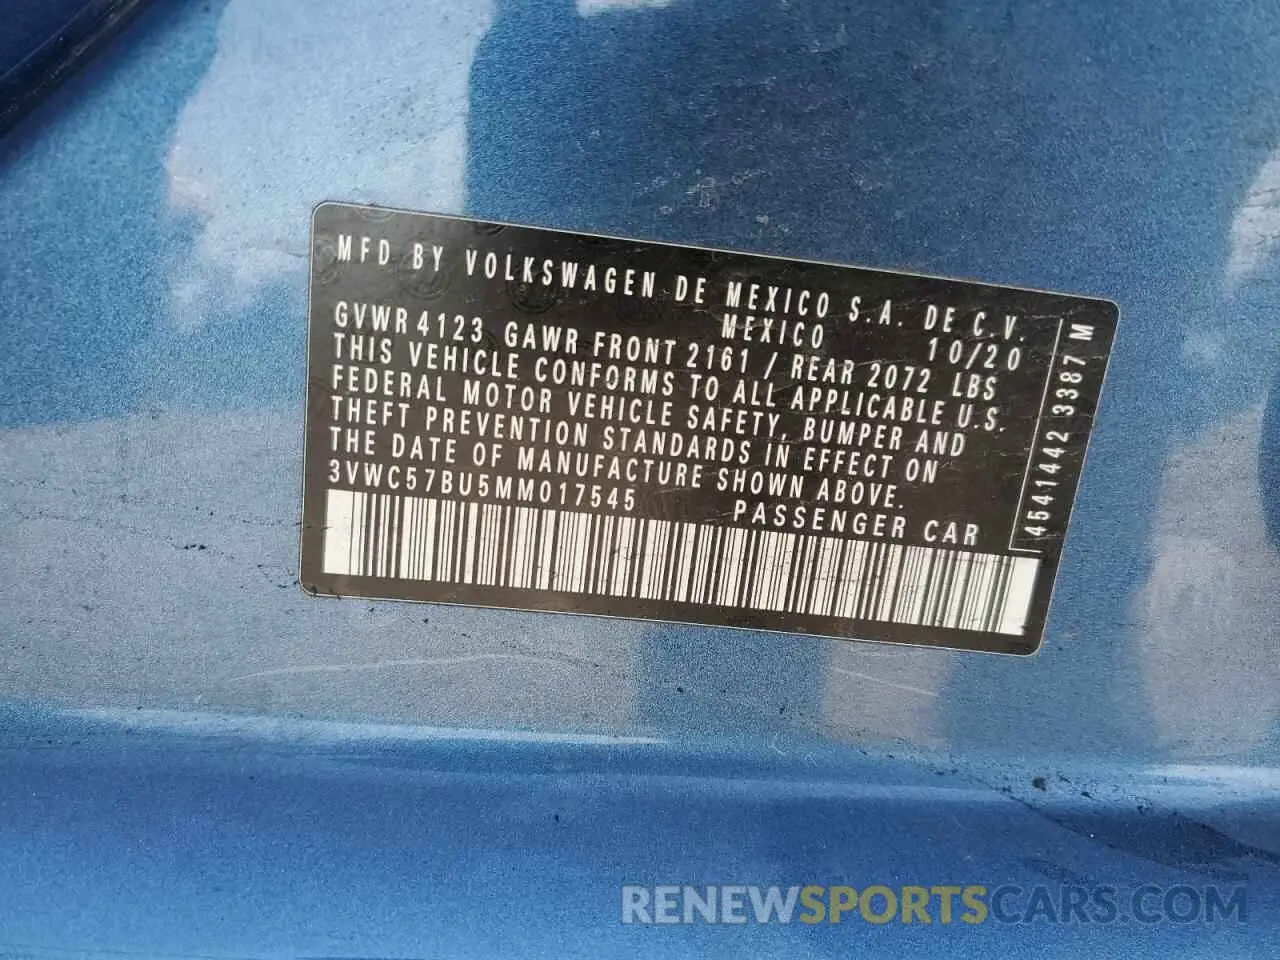 MFD BY VOLKSWAGEN DE MEXICO S.A. DE C.V.
MEXICO 10/20
GVWR 4123 GAWR FRONT 2161 / REAR 2072 LBS
THIS VEHICLE CONFORMS TO ALL APPLICABLE U.S.
FEDERAL MOTOR VEHICLE SAFETY, BUMPER AND
THEFT PREVENTION STANDARDS IN EFFECT ON
THE DATE OF MANUFACTURE SHOWN ABOVE.
3VWC57BU5MM017545 PASSENGER CAR
4541442 3387 M
RENEWSPORTSCARS.COM